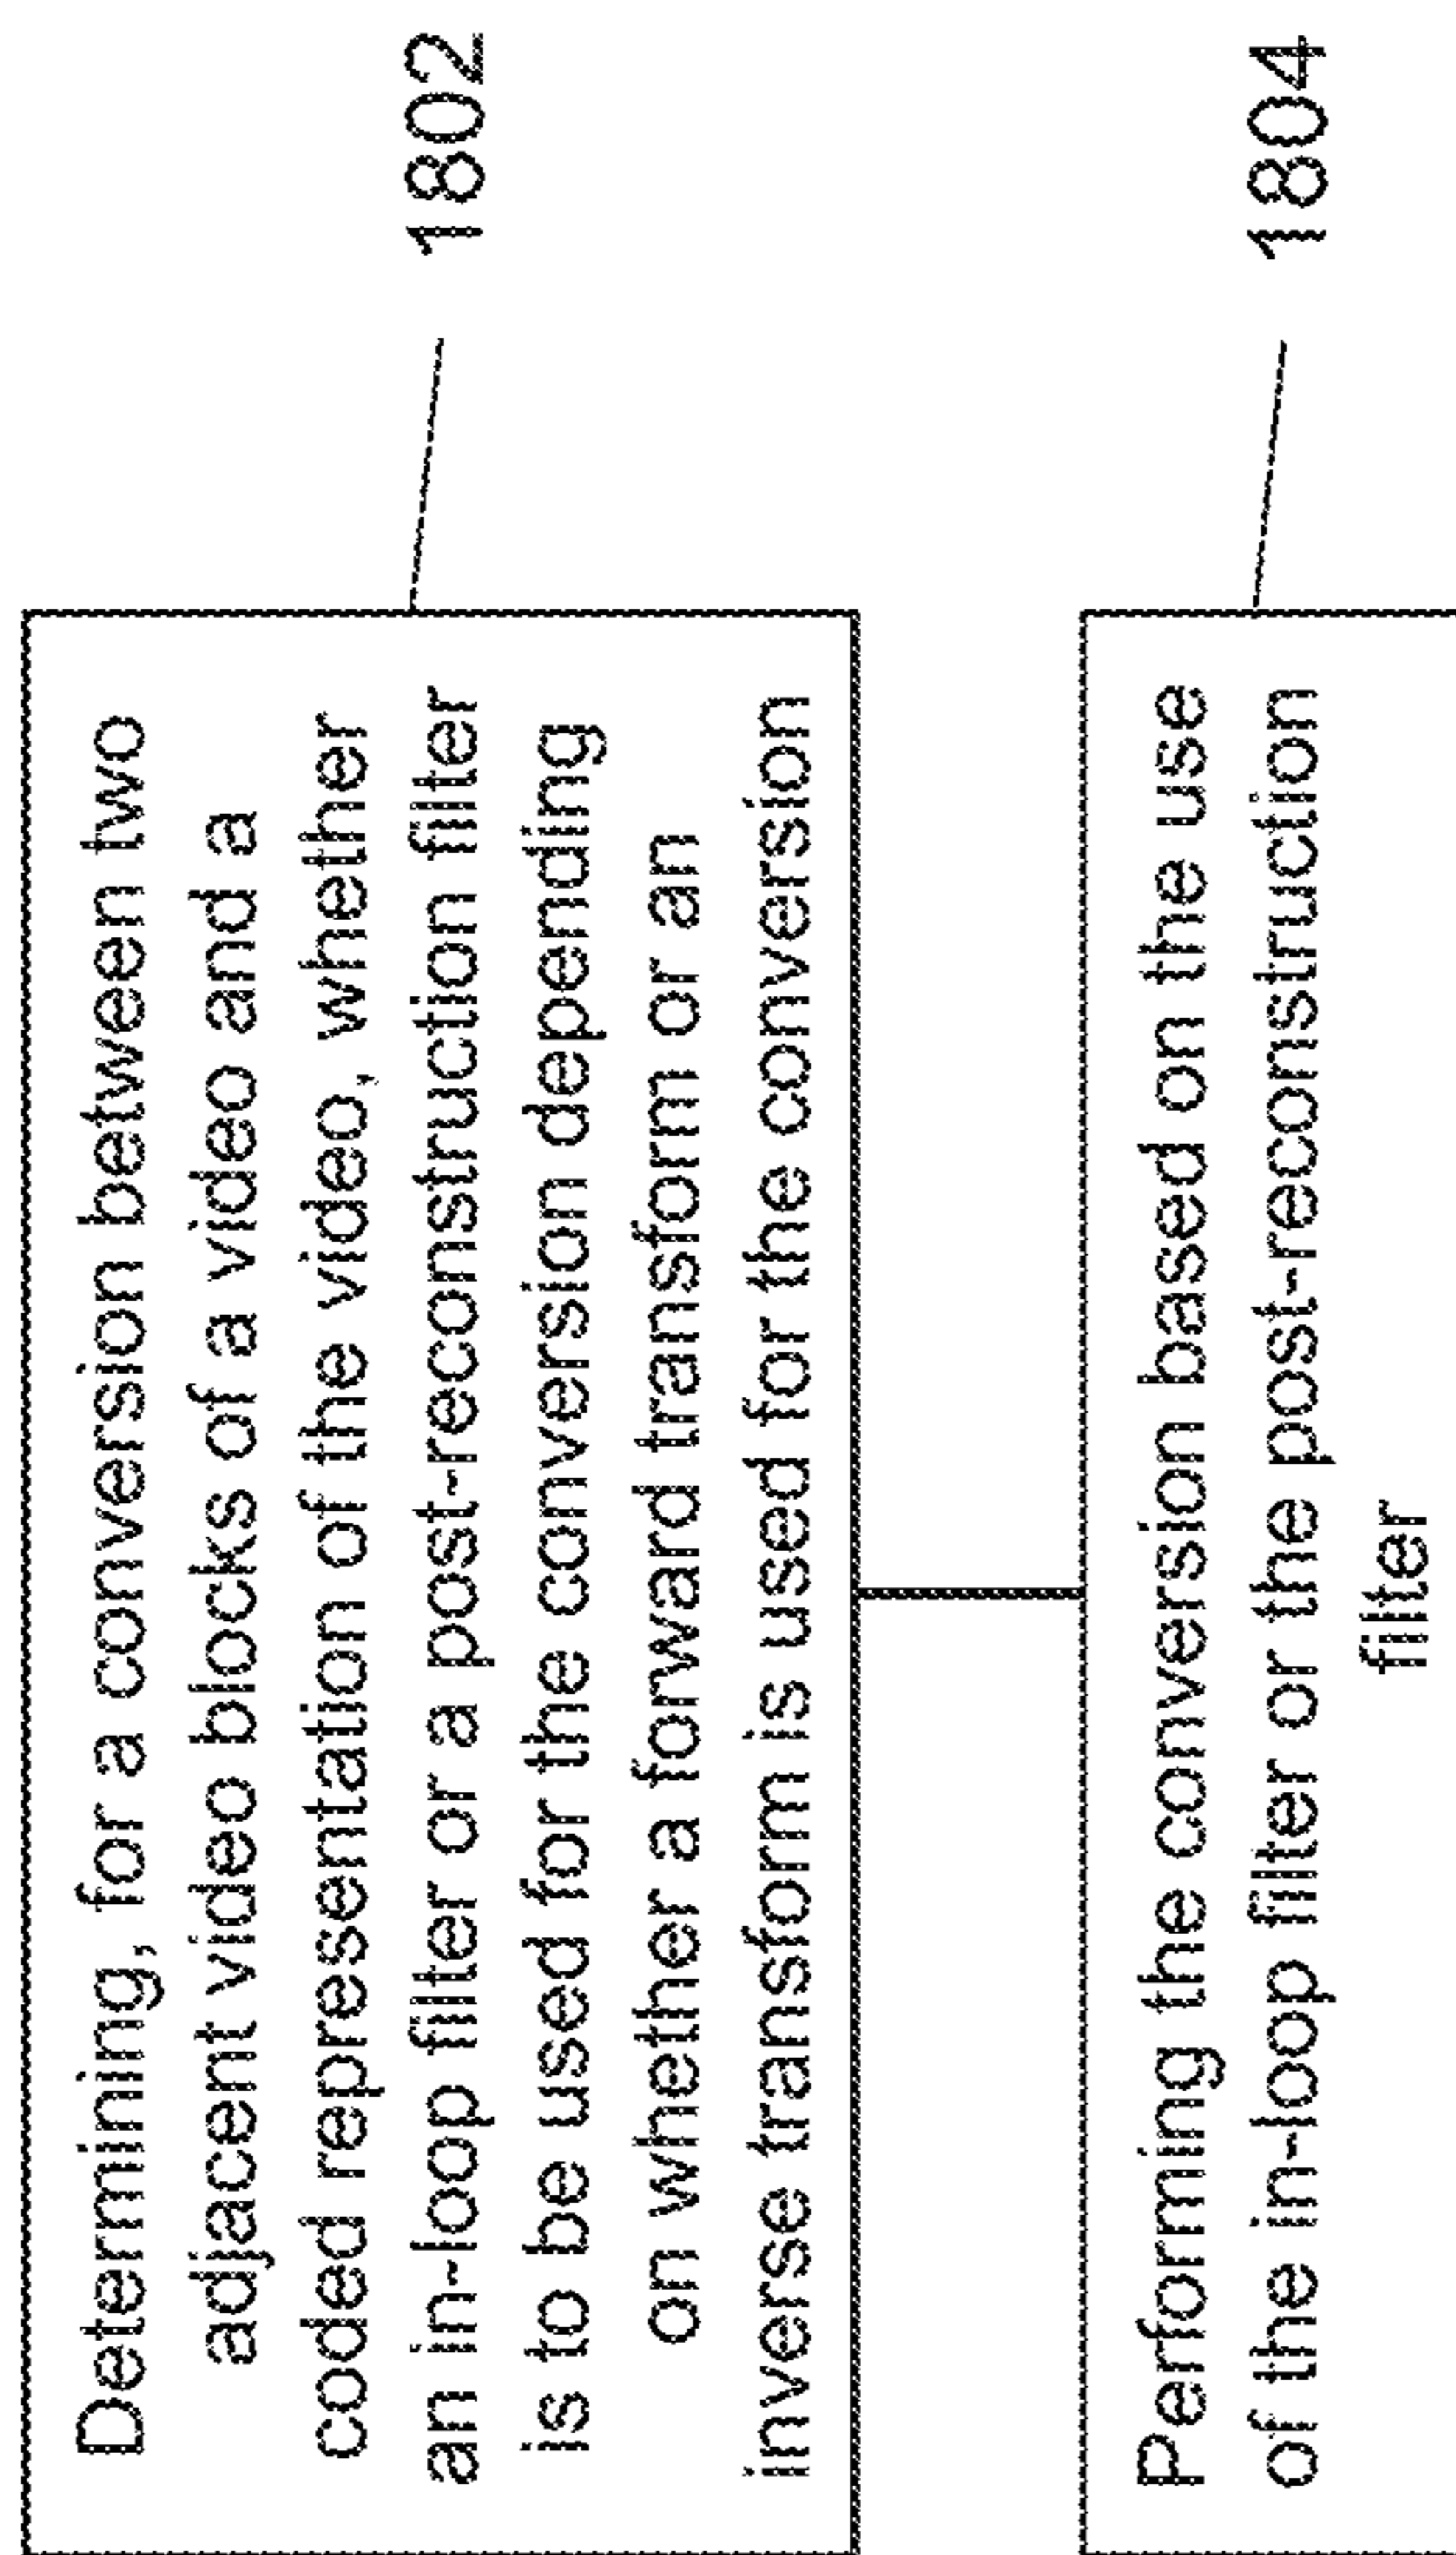 Determining, for a conversion between two
adjacent video blocks of a video and a
coded representation of the video, whether
an in-loop filter or a post-reconstruction filter
is to be used for the conversion depending
on whether a forward transform or an
inverse transform is used for the conversion
1802
Performing the conversion based on the use
of the in-loop filter or the post-reconstruction
filter
1804